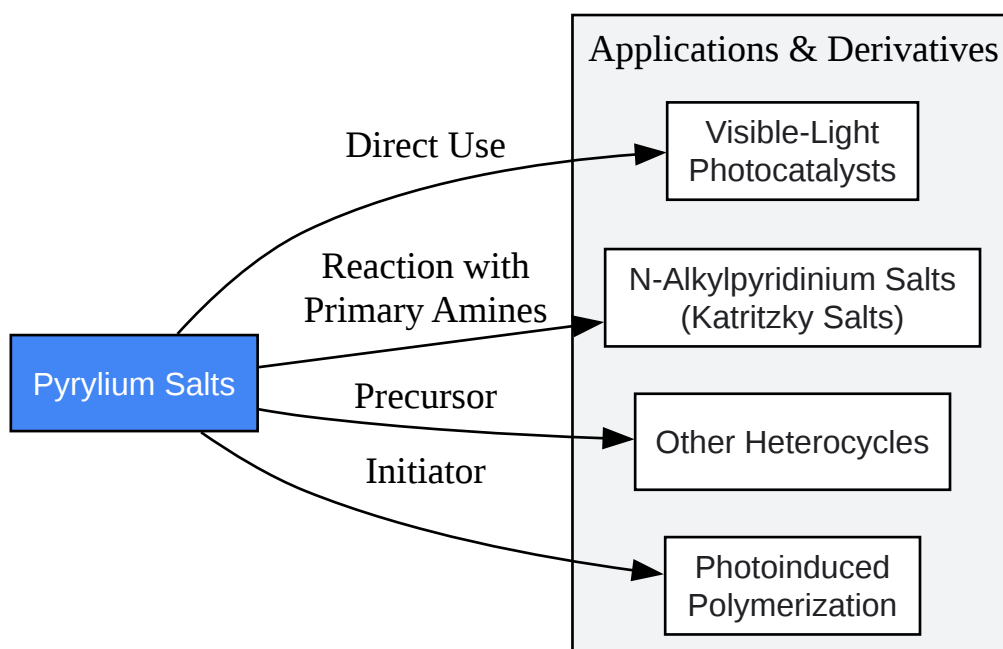 Applications & Derivatives
Direct Use
Visible-Light
Photocatalysts
Reaction with
Primary Amines
N-Alkylpyridinium Salts
(Katritzky Salts)
Pyrylium Salts
Precursor
Other Heterocycles
Initiator
Photoinduced
Polymerization